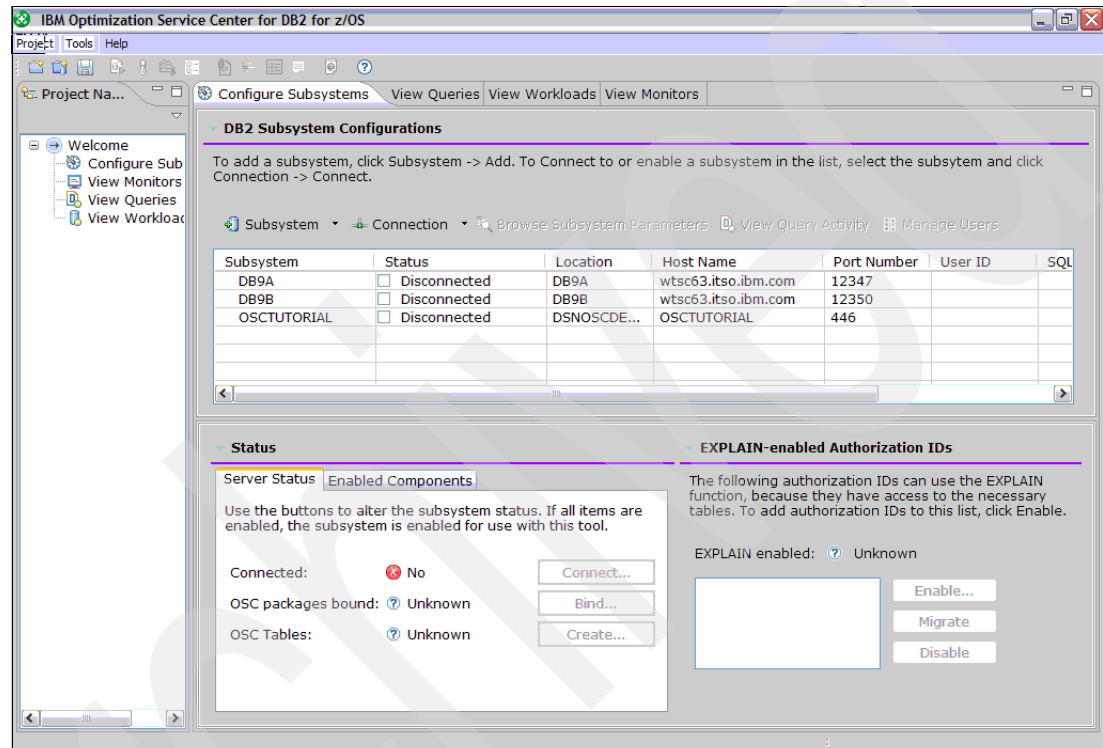 IBM Optimization Service Center for DB2 for z/OS
Project Tools Help
Project Na...
Configure Subsystems View Queries View Workloads View Monitors
Welcome
Configure Sub
View Monitors
View Queries
View Workload
DB2 Subsystem Configurations
To add a subsystem, click Subsystem -> Add. To Connect to or enable a subsystem in the list, select the subsytem and click
Connection -> Connect.
Subsystem Connection Browse Subsystem Parameters View Query Activity Manage Users
Subsystem Status Location Host Name Port Number User ID SQL
DB9A Disconnected DB9A wtsc63.itso.ibm.com 12347
DB9B Disconnected DB9B wtsc63.itso.ibm.com 12350
OSCTUTORIAL Disconnected DSNOSCDE... OSCTUTORIAL 446
Status
Server Status Enabled Components
Use the buttons to alter the subsystem status. If all items are
enabled, the subsystem is enabled for use with this tool.
Connected: No Connect...
OSC packages bound: Unknown Bind...
OSC Tables: Unknown Create...
EXPLAIN-enabled Authorization IDs
The following authorization IDs can use the EXPLAIN
function, because they have access to the necessary
tables. To add authorization IDs to this list, click Enable.
EXPLAIN enabled: Unknown
Enable...
Migrate
Disable